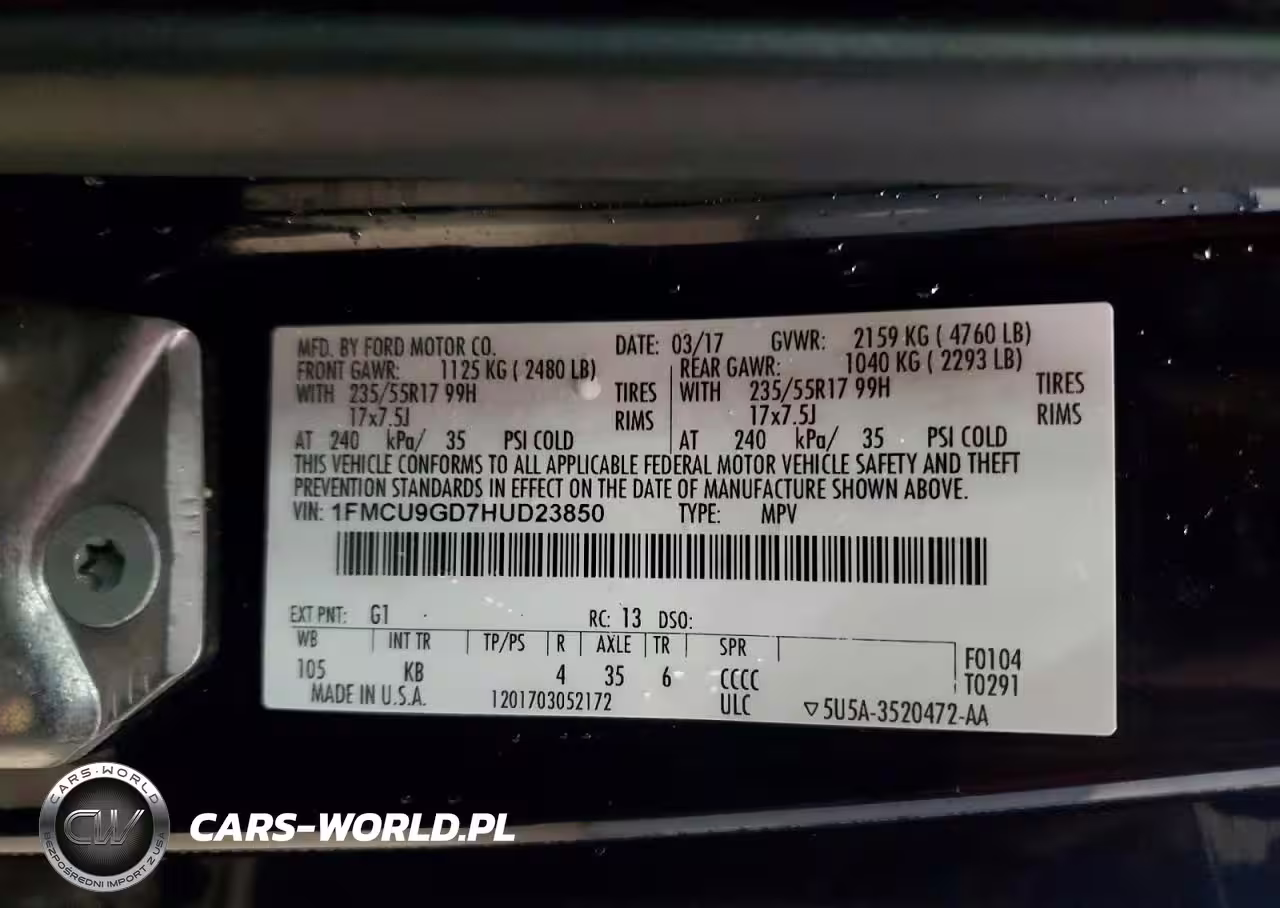 MFD. BY FORD MOTOR CO. DATE: 03/17 GVWR: 2159 KG ( 4760 LB)
FRONT GAWR: 1125 KG ( 2480 LB) REAR GAWR: 1040 KG ( 2293 LB)
WITH 235/55R17 99H TIRES WITH 235/55R17 99H TIRES
17x7.5J RIMS 17x7.5J RIMS
AT 240 kPa/ 35 PSI COLD AT 240 kPa/ 35 PSI COLD
THIS VEHICLE CONFORMS TO ALL APPLICABLE FEDERAL MOTOR VEHICLE SAFETY AND THEFT
PREVENTION STANDARDS IN EFFECT ON THE DATE OF MANUFACTURE SHOWN ABOVE.
VIN: 1FMCU9GD7HUD23850 TYPE: MPV
EXT PNT: G1 RC: 13 DSO:
WB INT TR TP/PS R AXLE TR SPR
105 KB 4 35 6 CCCC F0104
T0291
MADE IN U.S.A. 1201703052172 ULC ▽5U5A-3520472-AA
CARS-WORLD
CW
BEZPOŚREDNI IMPORT Z USA
CARS-WORLD.PL